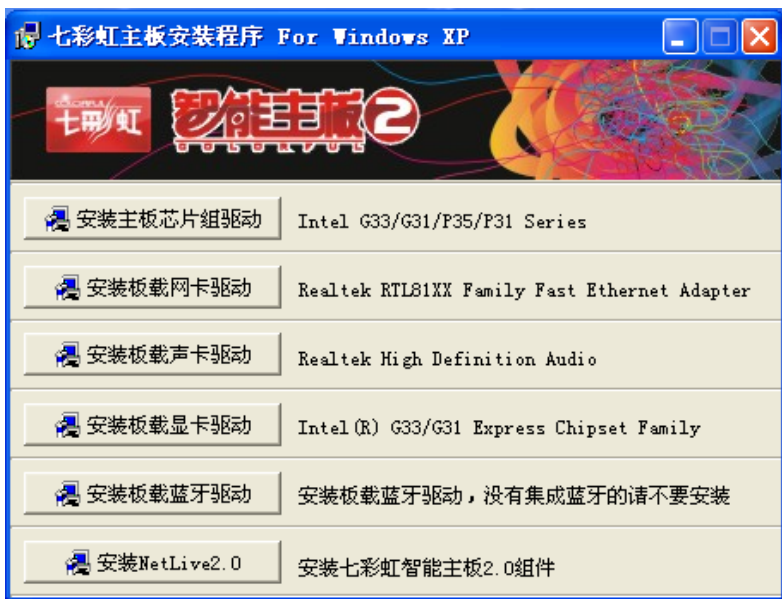 七彩虹主板安装程序 For Windows XP
COLORFUL
七彩虹
智能主板2
COLORFUL
安装主板芯片组驱动 Intel G33/G31/P35/P31 Series
安装板载网卡驱动 Realtek RTL81XX Family Fast Ethernet Adapter
安装板载声卡驱动 Realtek High Definition Audio
安装板载显卡驱动 Intel(R) G33/G31 Express Chipset Family
安装板载蓝牙驱动 安装板载蓝牙驱动，没有集成蓝牙的请不要安装
安装NetLive2.0 安装七彩虹智能主板2.0组件